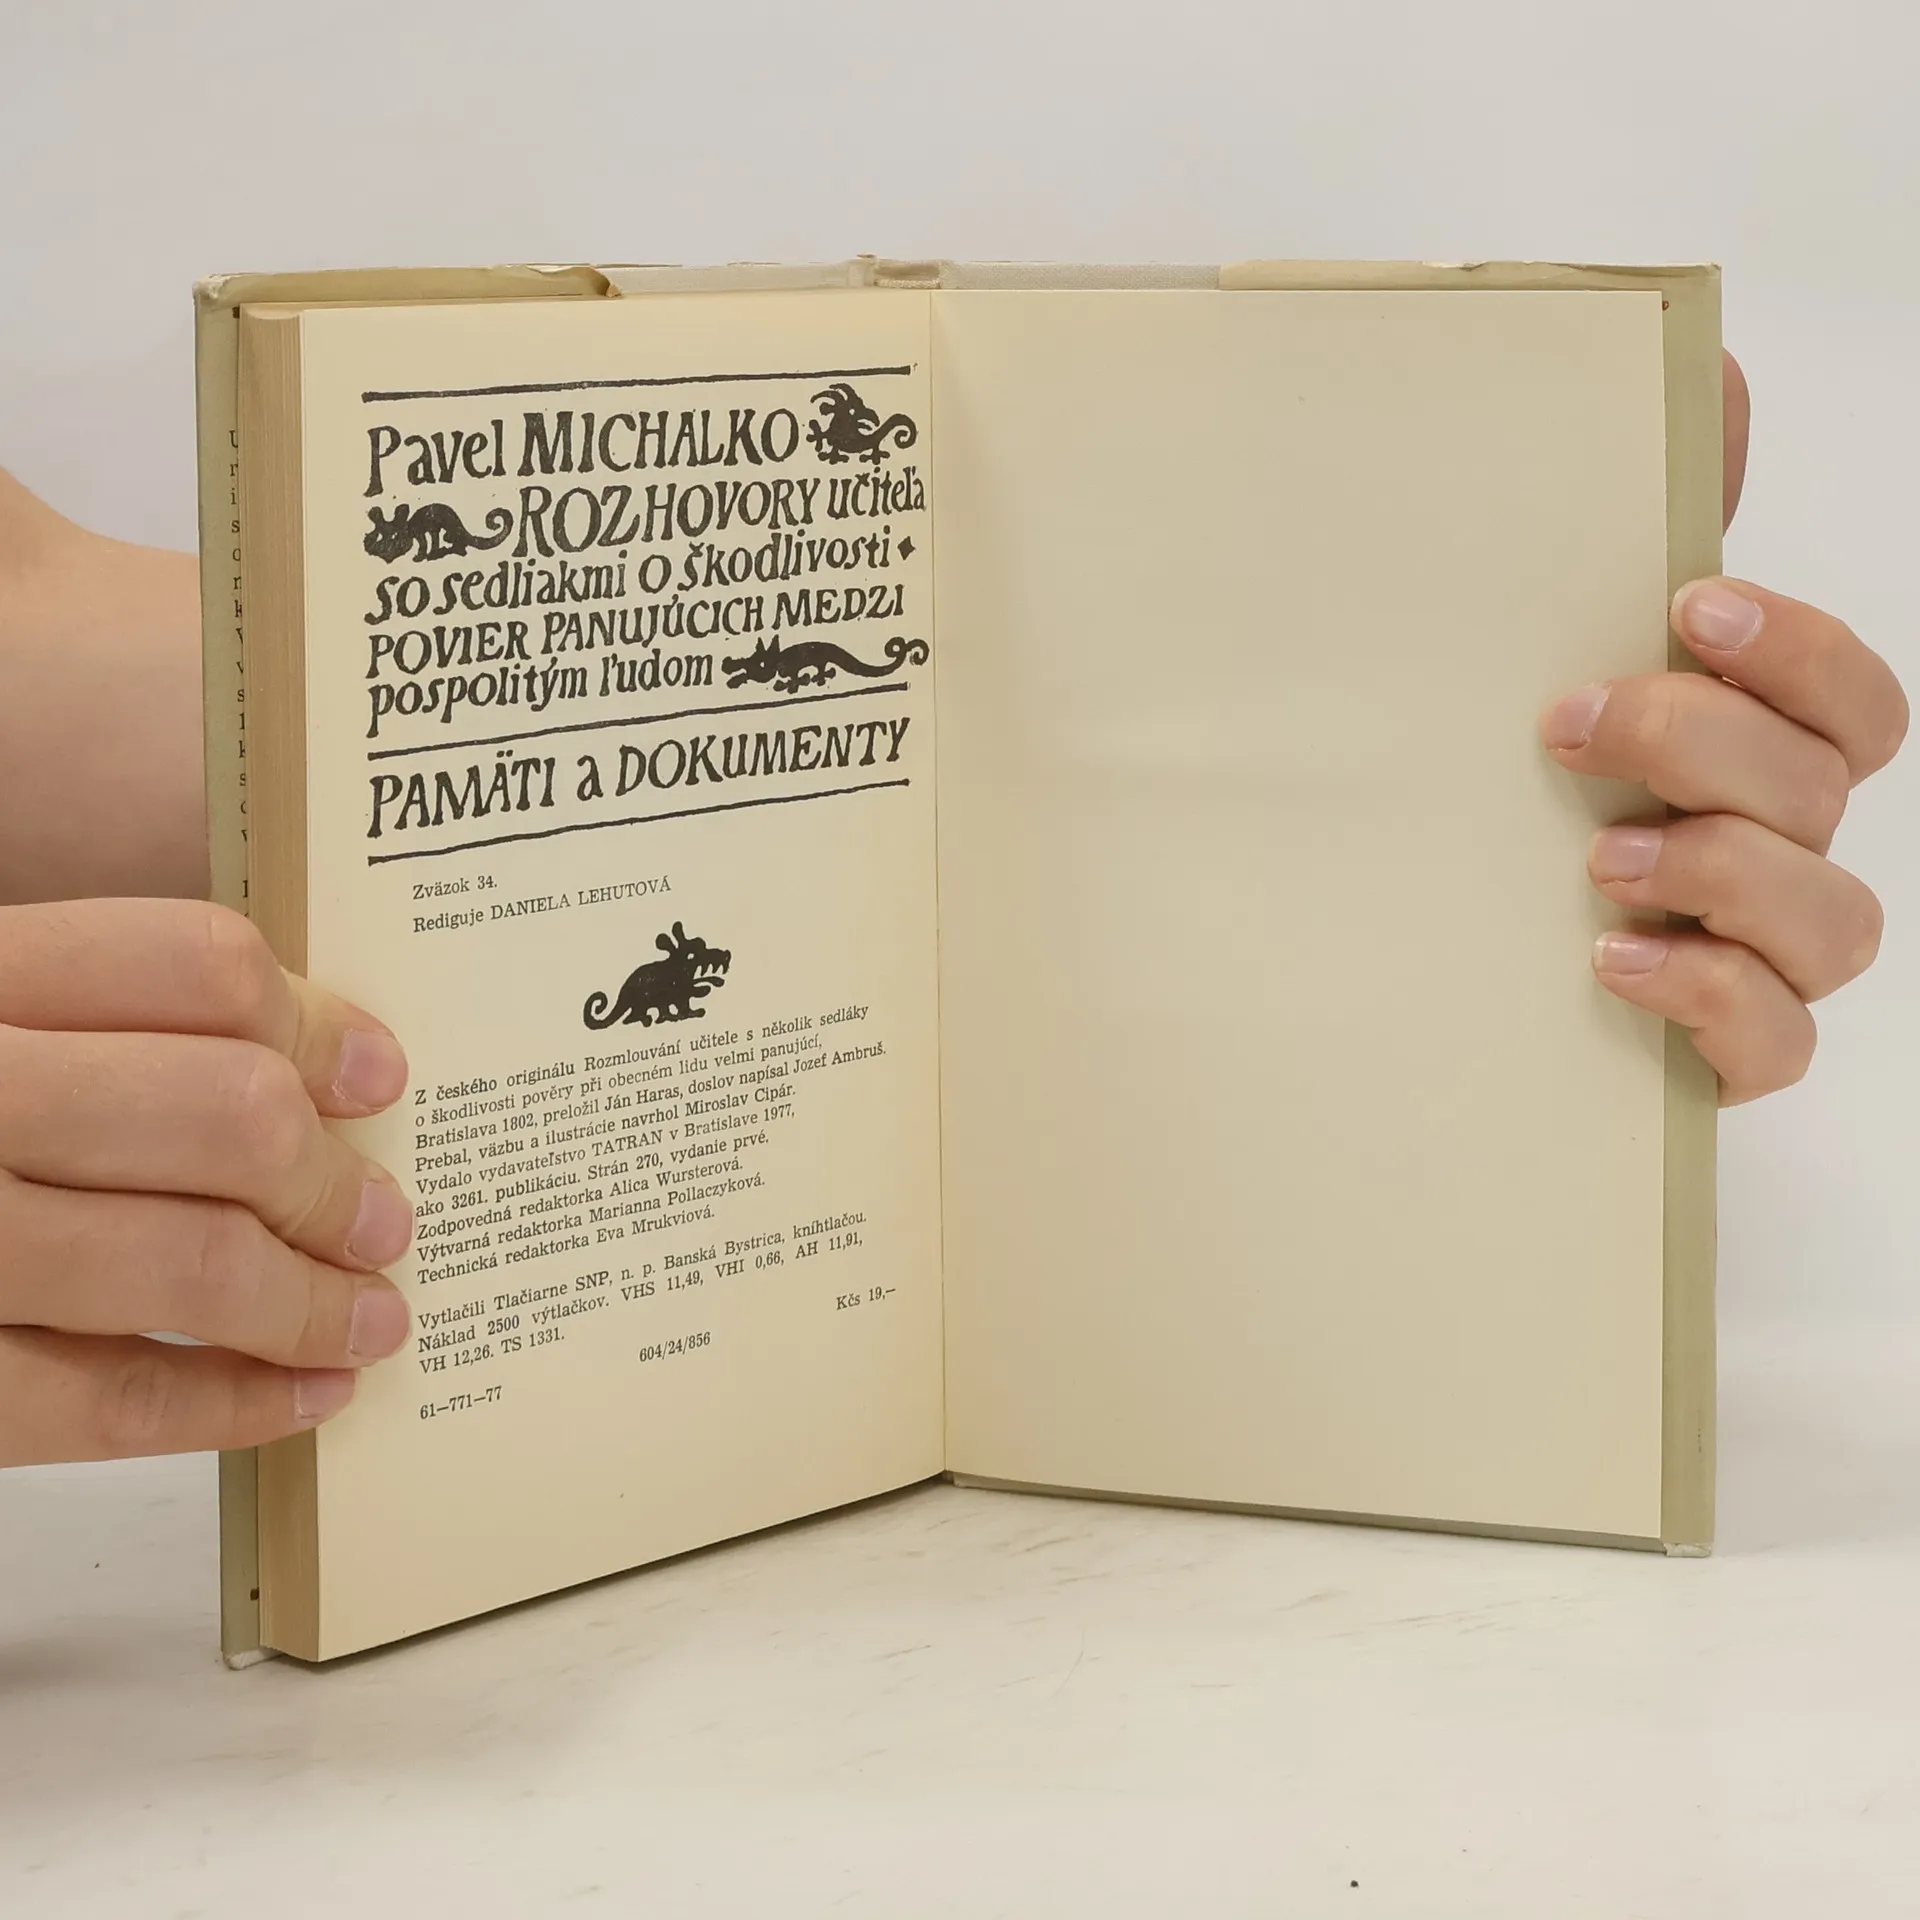 Pavel MICHALKO
ROZHOVORY učiteľa
so sedliakmi o škodlivosti
POVIER PANUJÚCICH MEDZI
pospolitým ľudom
PAMÄTI a DOKUMENTY
Zväzok 34.
Rediguje DANIELA LEHUTOVÁ
Z českého originálu Rozmlouvání učitele s několik sedláky
o škodlivosti pověry při obecném lidu velmi panující,
Bratislava 1802, preložil Ján Haras, doslov napísal Jozef Ambruš.
Prebal, väzbu a ilustrácie navrhol Miroslav Cipár.
Vydalo vydavateľstvo TATRAN v Bratislave 1977,
ako 3261. publikáciu. Strán 270, vydanie prvé.
Zodpovedná redaktorka Alica Wursterová.
Výtvarná redaktorka Marianna Pollaczyková.
Technická redaktorka Eva Mrukviová.
Vytlačili Tlačiarne SNP, n. p. Banská Bystrica, kníhtlačou.
Náklad 2500 výtlačkov. VHS 11,49, VHI 0,66, AH 11,91,
VH 12,26. TS 1331.
Kčs 19,—
604/24/856
61—771—77